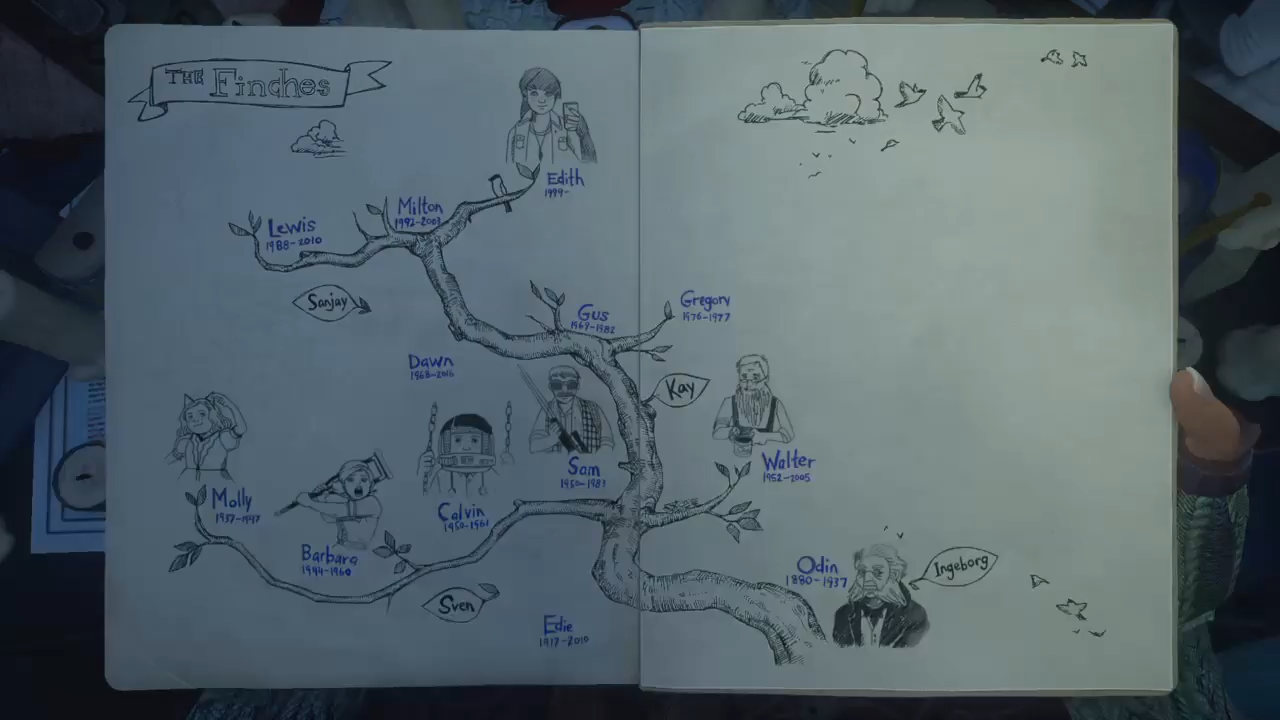 THE Finches
Edith
1999-
Milton
1992-2003
Lewis
1988-2010
Sanjay
Gregory
1976-1977
Gus
1969-1982
Dawn
1968-2016
Kay
Sam
1950-1983
Walter
1952-2005
Molly
1937-1947
Calvin
1950-1961
Barbara
1944-1960
Odin
1880-1937
Ingeborg
Sven
Edie
1917-2010